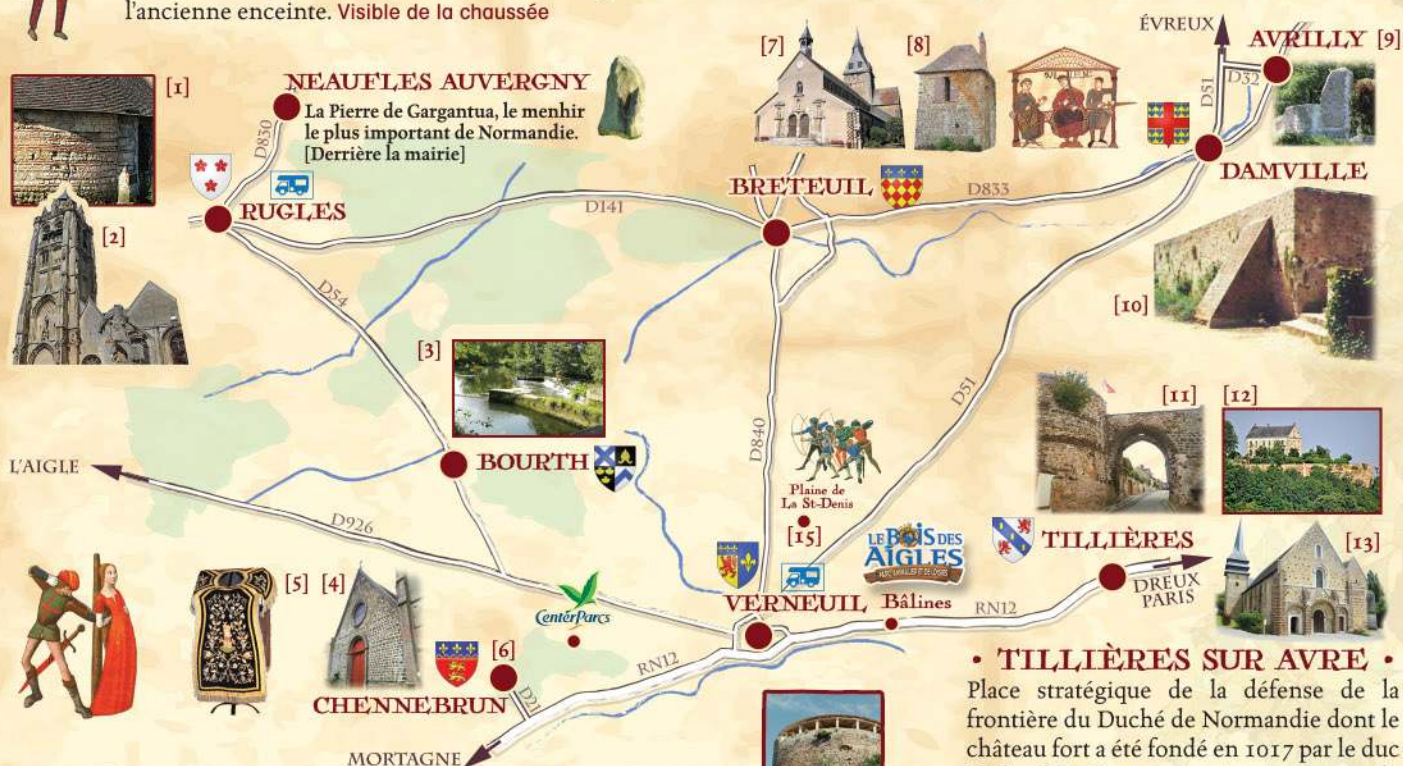 l'ancienne enceinte. Visible de la chaussée
[1]
NEAUFLES AUVERGNY
La Pierre de Gargantua, le menhir
le plus important de Normandie.
[Derrière la mairie]
D830
RUGLES
[2]
D141
D54
[7]
[8]
BRETEUIL
D833
ÉVREUX
AVRILLY [9]
D51
D32
DAMVILLE
[10]
[3]
BOURTH
D840
D51
[11]
[12]
L'AIGLE
D926
Plaine de
La St-Denis
[15]
LE BOIS DES
AIGLES
PARC ANIMALIER ET DE LOISIRS
TILLIÈRES
[13]
DREUX
PARIS
[5]
[4]
CenterParcs
VERNEUIL
Bâlines
RN12
[6]
CHENNEBRUN
D21
RN12
MORTAGNE
• TILLIÈRES SUR AVRE •
Place stratégique de la défense de la
frontière du Duché de Normandie dont le
château fort a été fondé en 1017 par le duc